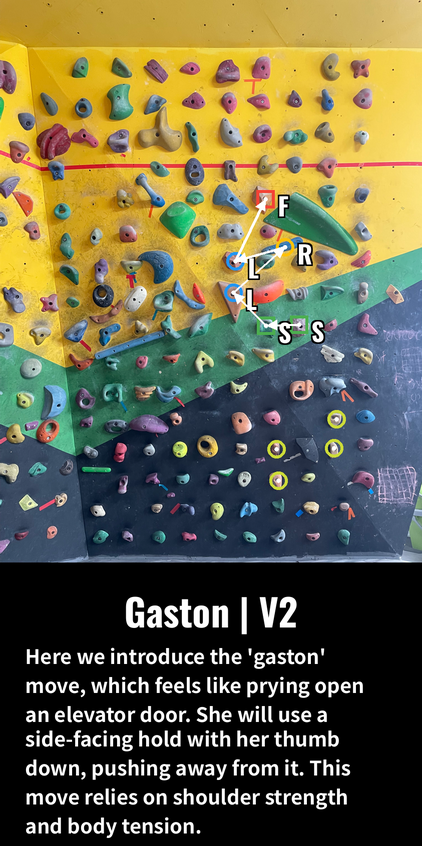 F
R
L
L
S S
Gaston | V2
Here we introduce the 'gaston'
move, which feels like prying open
an elevator door. She will use a
side-facing hold with her thumb
down, pushing away from it. This
move relies on shoulder strength
and body tension.